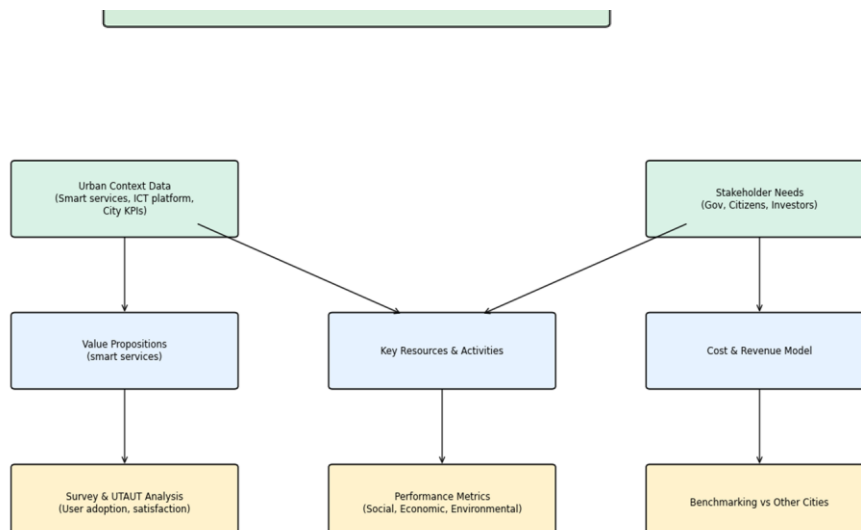 Urban Context Data
(Smart services, ICT platform,
City KPIs)
Stakeholder Needs
(Gov, Citizens, Investors)
Value Propositions
(smart services)
Key Resources & Activities
Cost & Revenue Model
Survey & UTAUT Analysis
(User adoption, satisfaction)
Performance Metrics
(Social, Economic, Environmental)
Benchmarking vs Other Cities